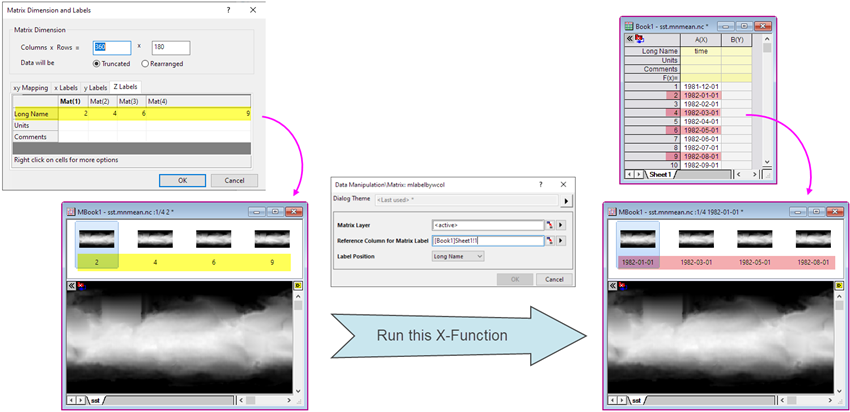 Matrix Dimension and Labels
? ×
Matrix Dimension
Columns x Rows = 360 x 180
Data will be Truncated Rearranged
xy Mapping x Labels y Labels Z Labels
Mat(1) Mat(2) Mat(3) Mat(4)
Long Name 2 4 6 9
Units
Comments
Right click on cells for more options
OK Cancel
MBook1 - sst.mnmean.nc :1/4 2 *
2 4 6 9
sst
Data Manipulation\Matrix: mlabelbywcol ? ×
Dialog Theme <Last used> *
Matrix Layer <active>
Reference Column for Matrix Label [Book1]Sheet1!1
Label Position Long Name
OK Cancel
Run this X-Function
Book1 - sst.mnmean.nc *
A(X) B(Y)
Long Name time
Units
Comments
F(x)=
1 1981-12-01
2 1982-01-01
3 1982-02-01
4 1982-03-01
5 1982-04-01
6 1982-05-01
7 1982-06-01
8 1982-07-01
9 1982-08-01
10 1982-09-01
Sheet1
MBook1 - sst.mnmean.nc :1/4 1982-01-01 *
1982-01-01 1982-03-01 1982-05-01 1982-08-01
sst